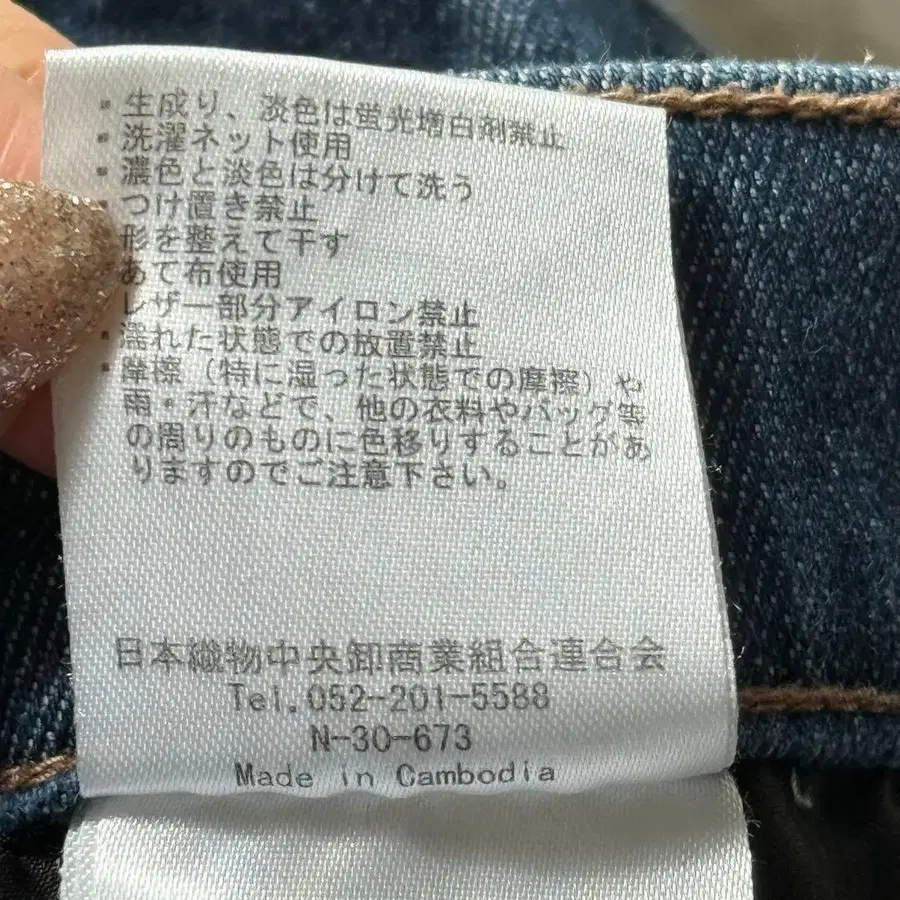 ・生成り、淡色は蛍光増白剤禁止
・洗濯ネット使用
・濃色と淡色は分けて洗う
・つけ置き禁止
形を整えて干す
あて布使用
レザー部分アイロン禁止
・濡れた状態での放置禁止
・摩擦（特に湿った状態での摩擦）や
雨・汗などで、他の衣料やバッグ等
の周りのものに色移りすることがあ
りますのでご注意下さい。
日本織物中央卸商業組合連合会
Tel.052-201-5588
N-30-673
Made in Cambodia